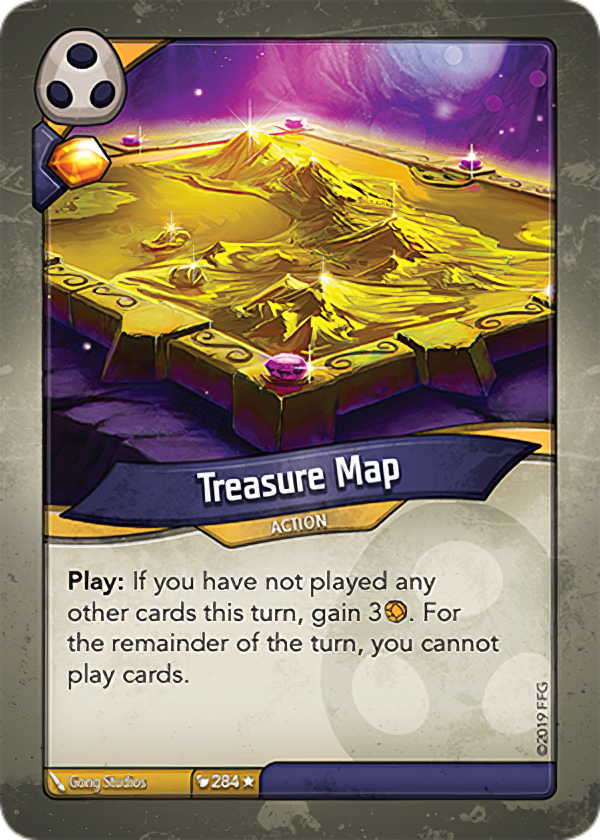 Treasure Map
ACTION
Play: If you have not played any
other cards this turn, gain 3. For
the remainder of the turn, you cannot
play cards.
©2019 FFG
Gong Studios
284